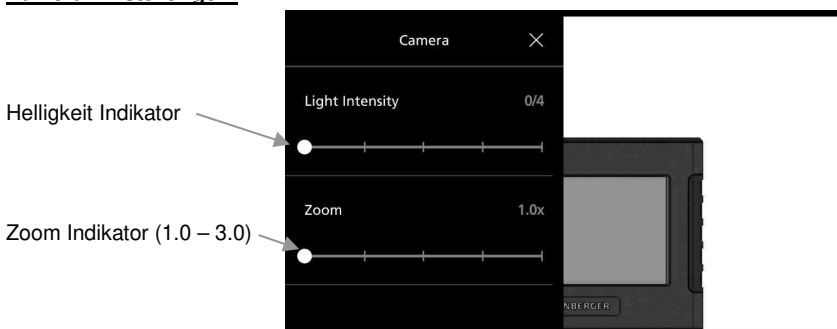 Camera
Light Intensity 0/4
Helligkeit Indikator
Zoom 1.0x
Zoom Indikator (1.0 – 3.0)
NBERGER